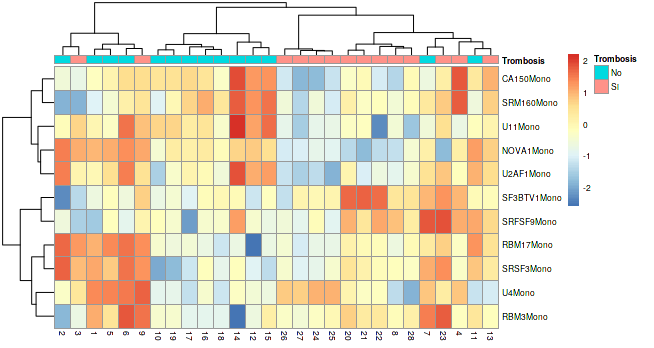 Trombosis
CA150Mono
SRM160Mono
U11Mono
NOVA1Mono
U2AF1Mono
SF3BTV1Mono
SRFSF9Mono
RBM17Mono
SRSF3Mono
U4Mono
RBM3Mono
2 3 1 5 6 9 10 19 17 16 18 14 12 15 26 27 24 25 20 21 22 8 28 7 23 4 11 13
2
1
0
-1
-2
Trombosis
No
SI